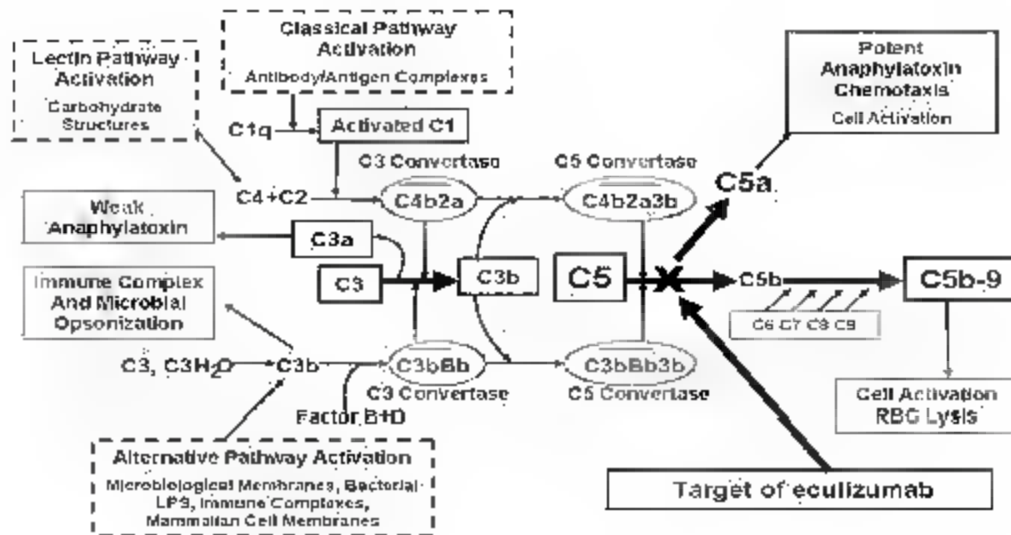 Classical Pathway
Activation
Antibody/Antigen Complexes
Lectin Pathway
Activation
Carbohydrate
Structures
Potent
Anaphylatoxin
Chemotaxis
Cell Activation
C1q
Activated C1
C3 Convertase
C5 Convertase
C4+C2
C4b2a
C4b2a3b
C5a
Weak
Anaphylatoxin
C3a
C3
C3b
C5
C5b
C5b-9
Immune Complex
And Microbial
Opsonization
C6 C7 C8 C9
C3, C3H2O
C3b
C3bBb
C3bBb3b
C3 Convertase
C5 Convertase
Factor B+D
Cell Activation
RBC Lysis
Alternative Pathway Activation
Microbiological Membranes, Bacterial
LPS, Immune Complexes,
Mammalian Cell Membranes
Target of eculizumab